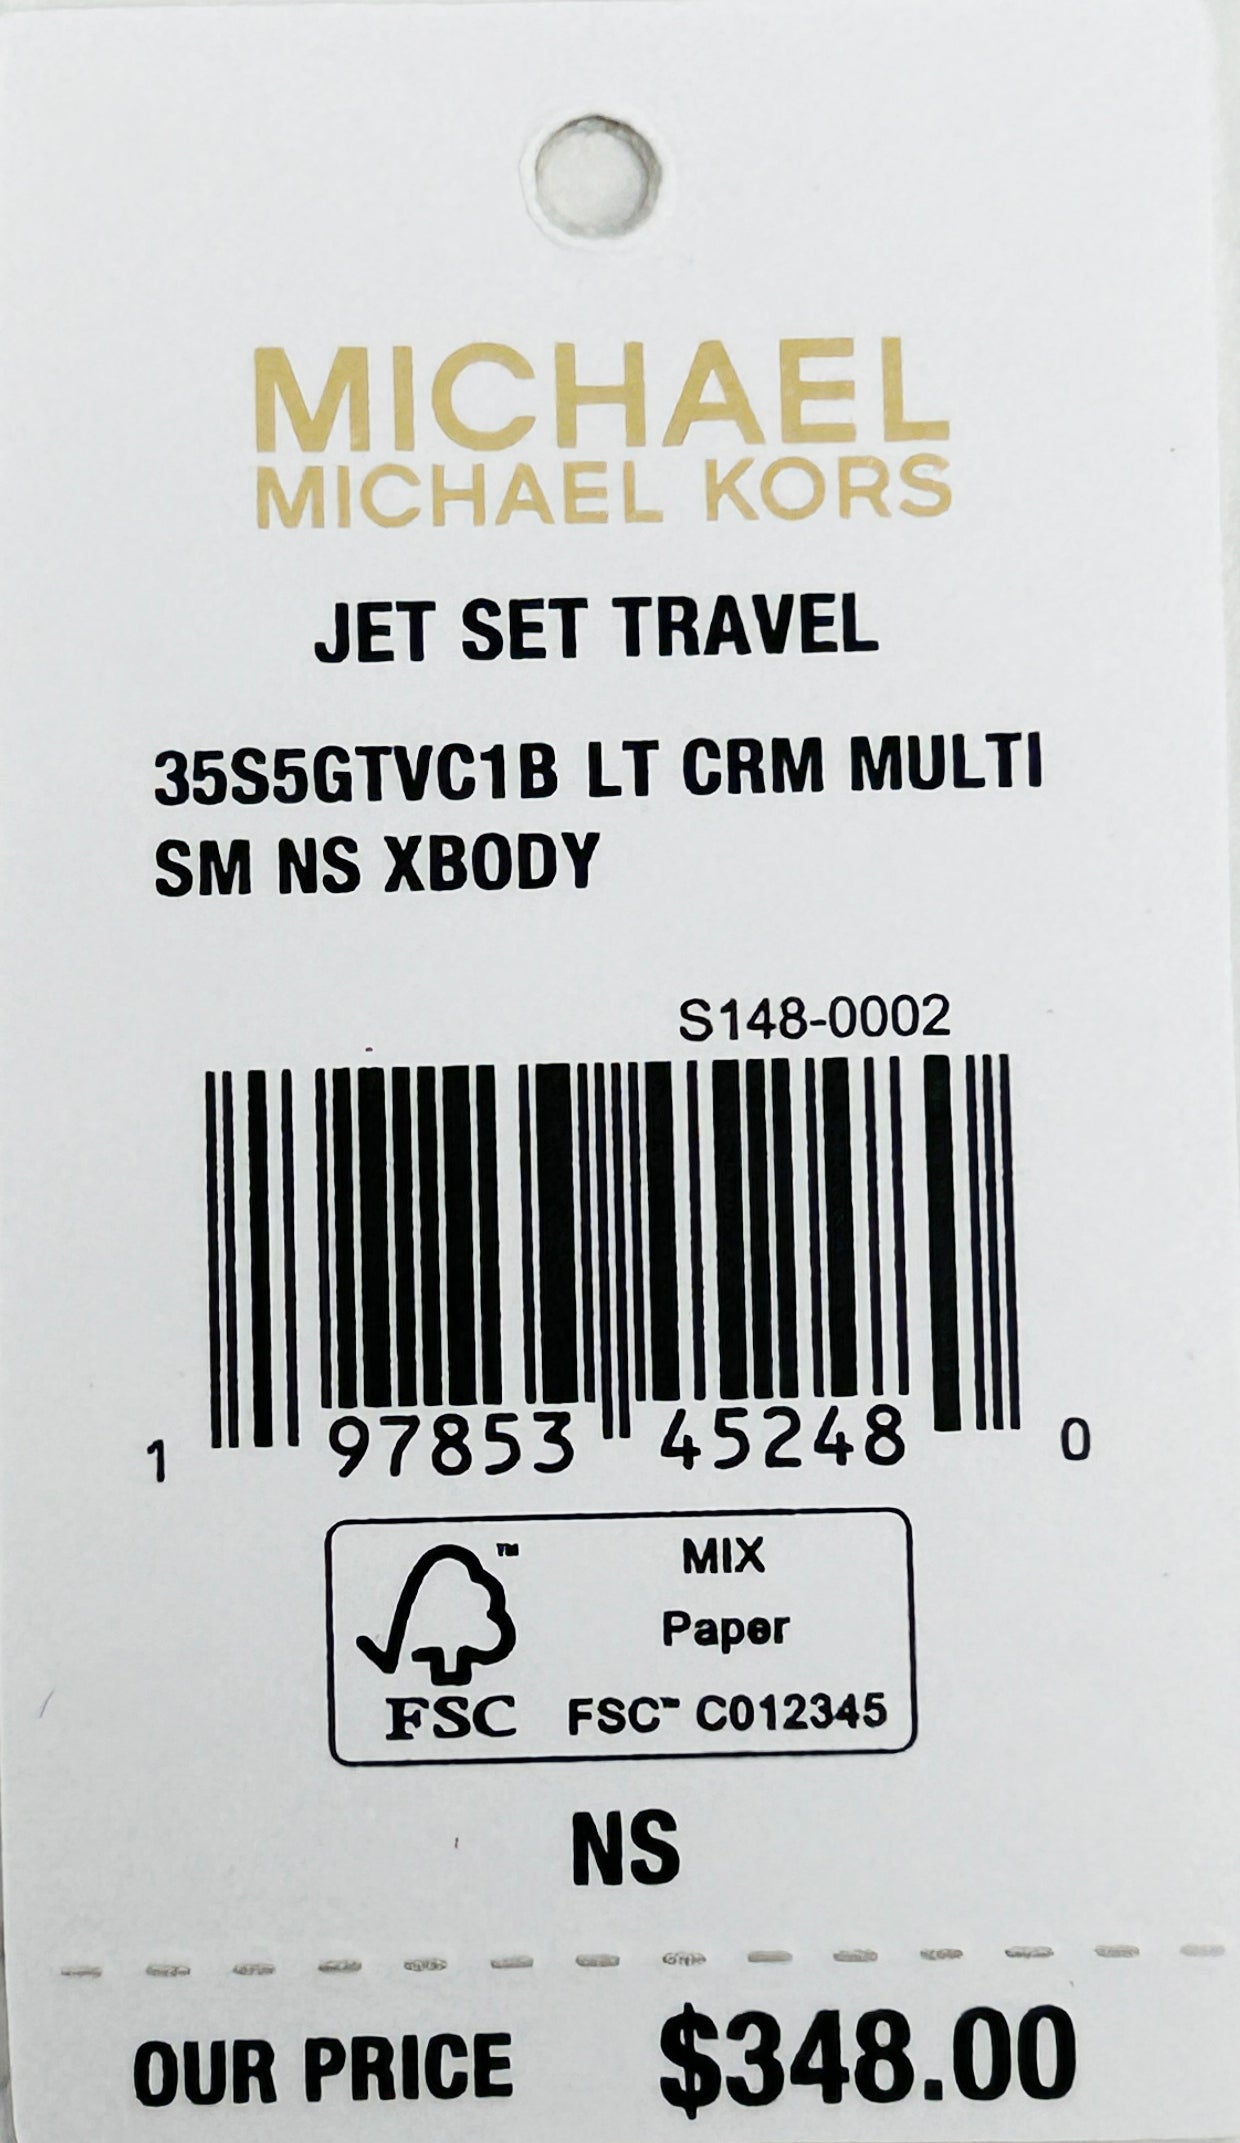 MICHAEL
MICHAEL KORS
JET SET TRAVEL
35S5GTVC1B LT CRM MULTI
SM NS XBODY
S148-0002
1 97853 45248 0
™
MIX
Paper
FSC FSC™ C012345
NS
OUR PRICE $348.00